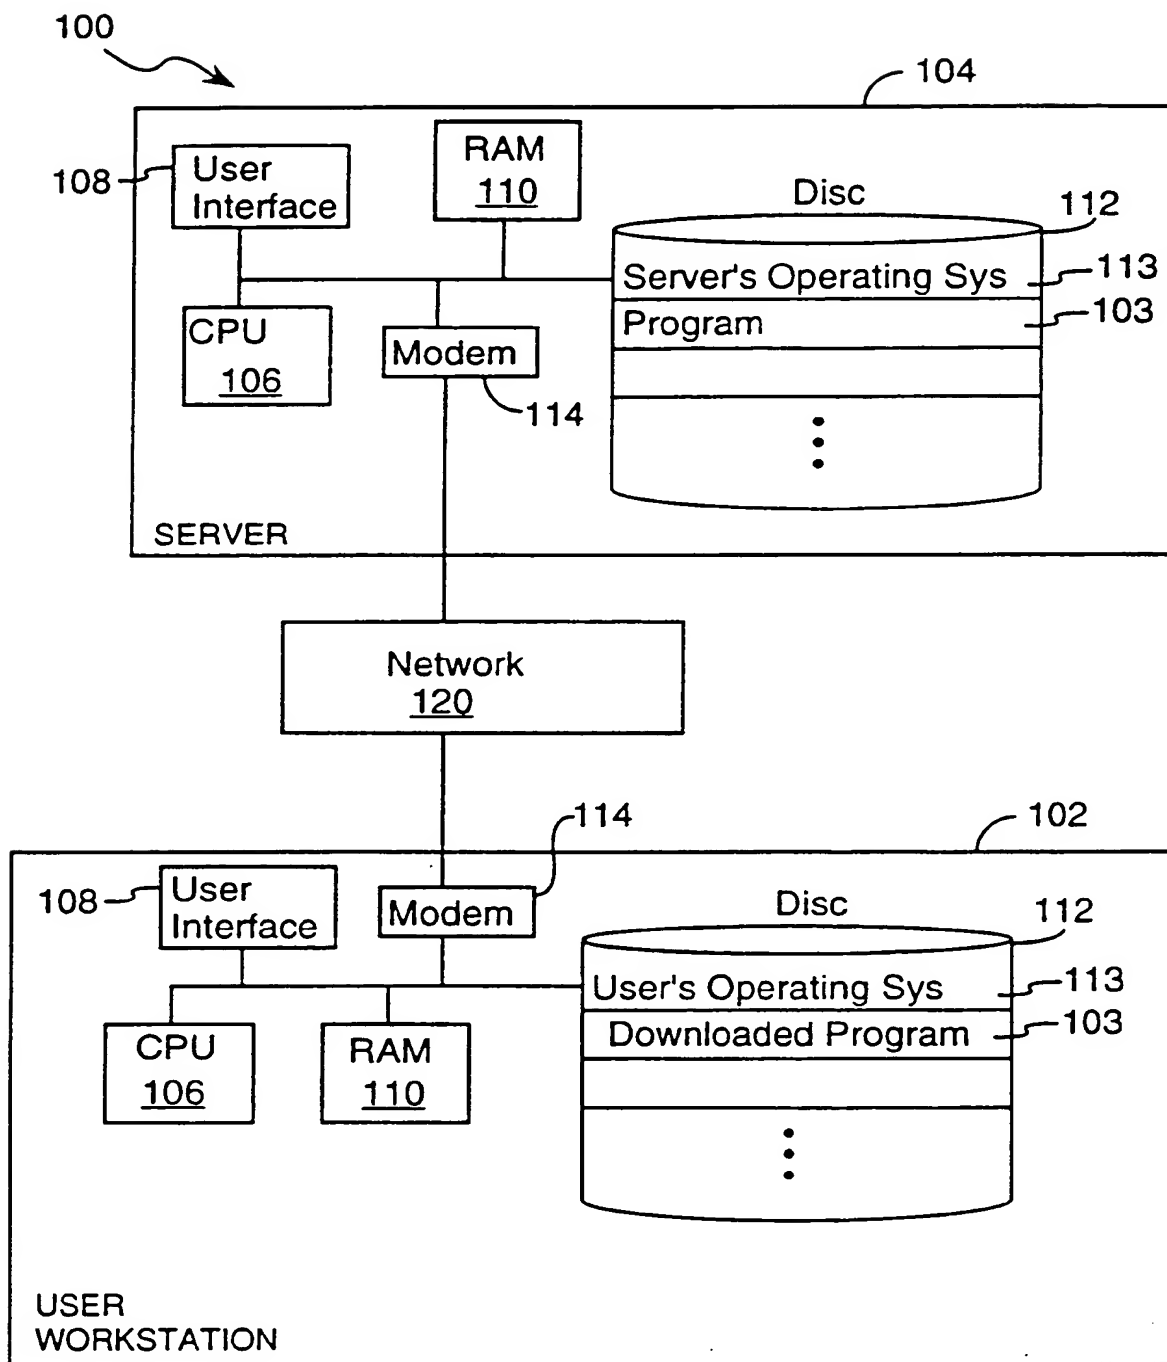 100
104
108
User
Interface
RAM
110
Disc
112
Server's Operating Sys
113
Program
103
CPU
106
Modem
114
SERVER
Network
120
114
102
108
User
Interface
Modem
Disc
112
User's Operating Sys
113
Downloaded Program
103
CPU
106
RAM
110
USER
WORKSTATION